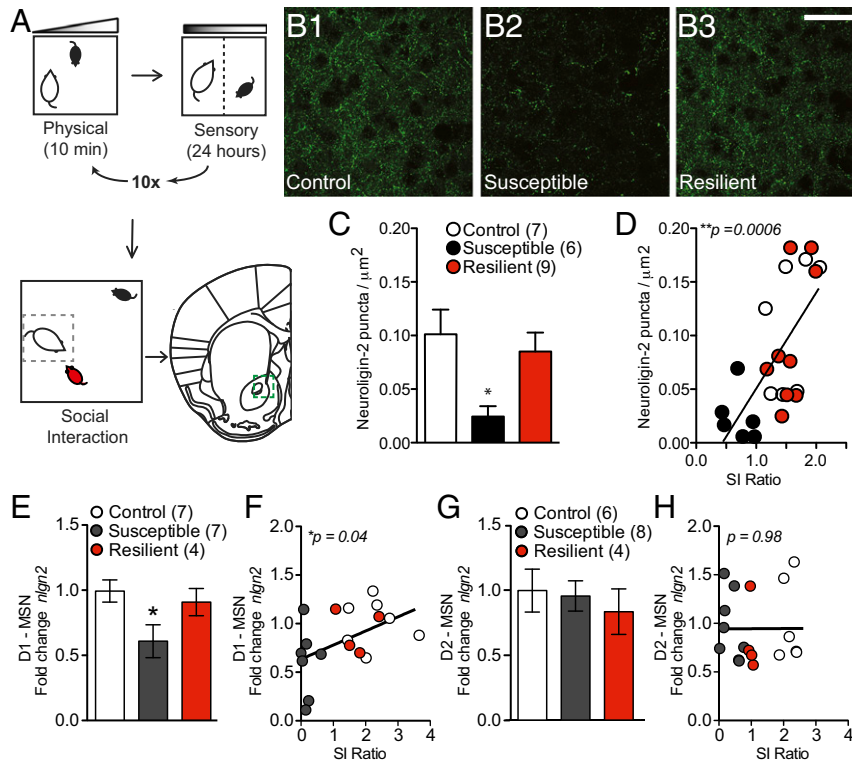 A
Physical
(10 min)
Sensory
(24 hours)
10x
Social
Interaction
B1
B2
B3
Control
Susceptible
Resilient
C
Control (7)
Susceptible (6)
Resilient (9)
Neuroligin-2 puncta / μm2
0.20
0.15
0.10
0.05
0.00
*
D
**p =0.0006
Neuroligin-2 puncta / μm2
0.20
0.15
0.10
0.05
0.00
0.0
1.0
2.0
SI Ratio
E
Control (7)
Susceptible (7)
Resilient (4)
D1 - MSN
Fold change nlgn2
1.5
1.0
0.5
0.0
*
F
*p = 0.04
D1 - MSN
Fold change nlgn2
2.0
1.5
1.0
0.5
0.0
0
1
2
3
4
SI Ratio
G
Control (6)
Susceptible (8)
Resilient (4)
D2 - MSN
Fold change nlgn2
1.5
1.0
0.5
0.0
H
p = 0.98
D2 - MSN
Fold change nlgn2
2.0
1.5
1.0
0.5
0.0
0
1
2
3
4
SI Ratio